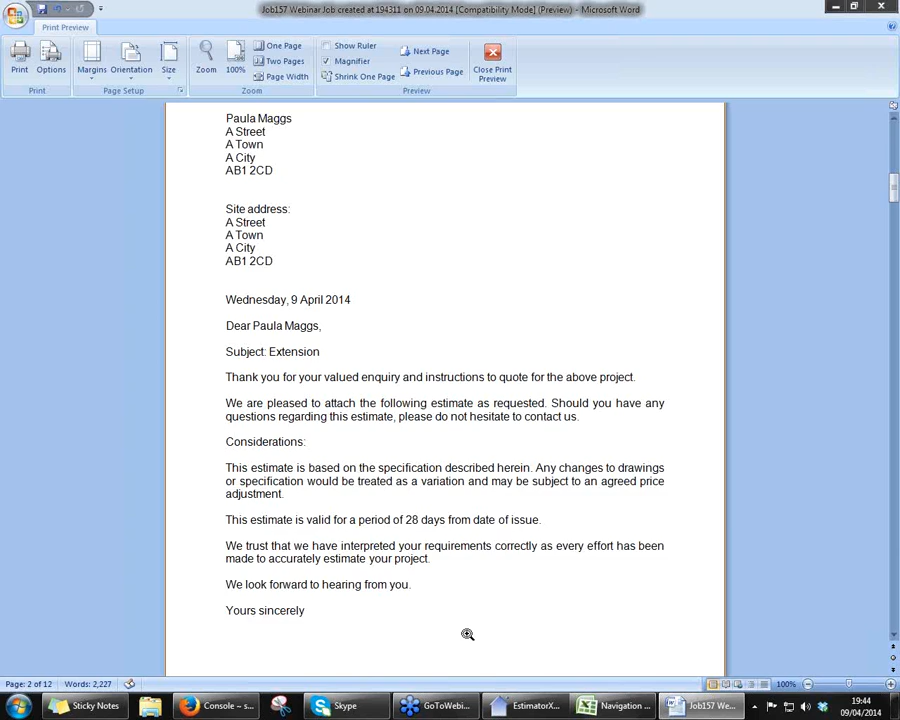 Job157 Webinar Job created at 194311 on 09.04.2014 [Compatibility Mode] (Preview) - Microsoft Word
Print Preview
Print
Options
Margins
Orientation
Size
Zoom
100%
One Page
Two Pages
Page Width
Show Ruler
Magnifier
Shrink One Page
Next Page
Previous Page
Close Print
Preview
Print
Page Setup
Zoom
Preview
Paula Maggs
A Street
A Town
A City
AB1 2CD
Site address:
A Street
A Town
A City
AB1 2CD
Wednesday, 9 April 2014
Dear Paula Maggs,
Subject: Extension
Thank you for your valued enquiry and instructions to quote for the above project.
We are pleased to attach the following estimate as requested. Should you have any
questions regarding this estimate, please do not hesitate to contact us.
Considerations:
This estimate is based on the specification described herein. Any changes to drawings
or specification would be treated as a variation and may be subject to an agreed price
adjustment.
This estimate is valid for a period of 28 days from date of issue.
We trust that we have interpreted your requirements correctly as every effort has been
made to accurately estimate your project.
We look forward to hearing from you.
Yours sincerely
Page: 2 of 12
Words: 2,227
100%
Sticky Notes
Console ~ s...
Skype
GoToWebi...
EstimatorX...
Navigation ...
Job157 We...
19:44
09/04/2014